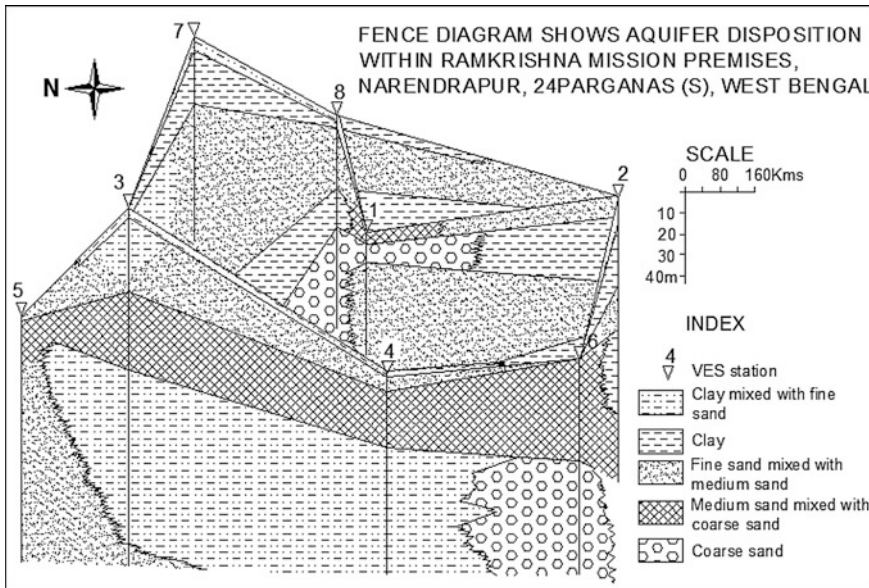 FENCE DIAGRAM SHOWS AQUIFER DISPOSITION
WITHIN RAMKRISHNA MISSION PREMISES,
NARENDRAPUR, 24PARGANAS (S), WEST BENGAL
7
N
8
SCALE
0 80 160Kms
10
20
30
40m
3
2
1
5
4
6
INDEX
4
VES station
Clay mixed with fine
sand
Clay
Fine sand mixed with
medium sand
Medium sand mixed with
coarse sand
Coarse sand